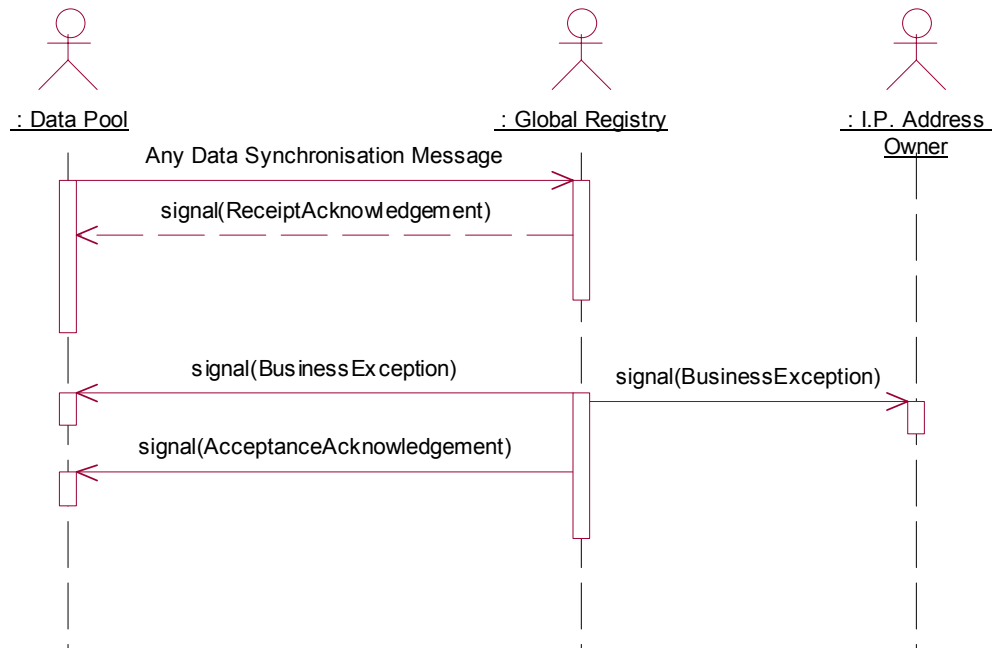 : Data Pool
: Global Registry
: I.P. Address
Owner
Any Data Synchronisation Message
signal(ReceiptAcknowledgement)
signal(BusinessException)
signal(BusinessException)
signal(AcceptanceAcknowledgement)